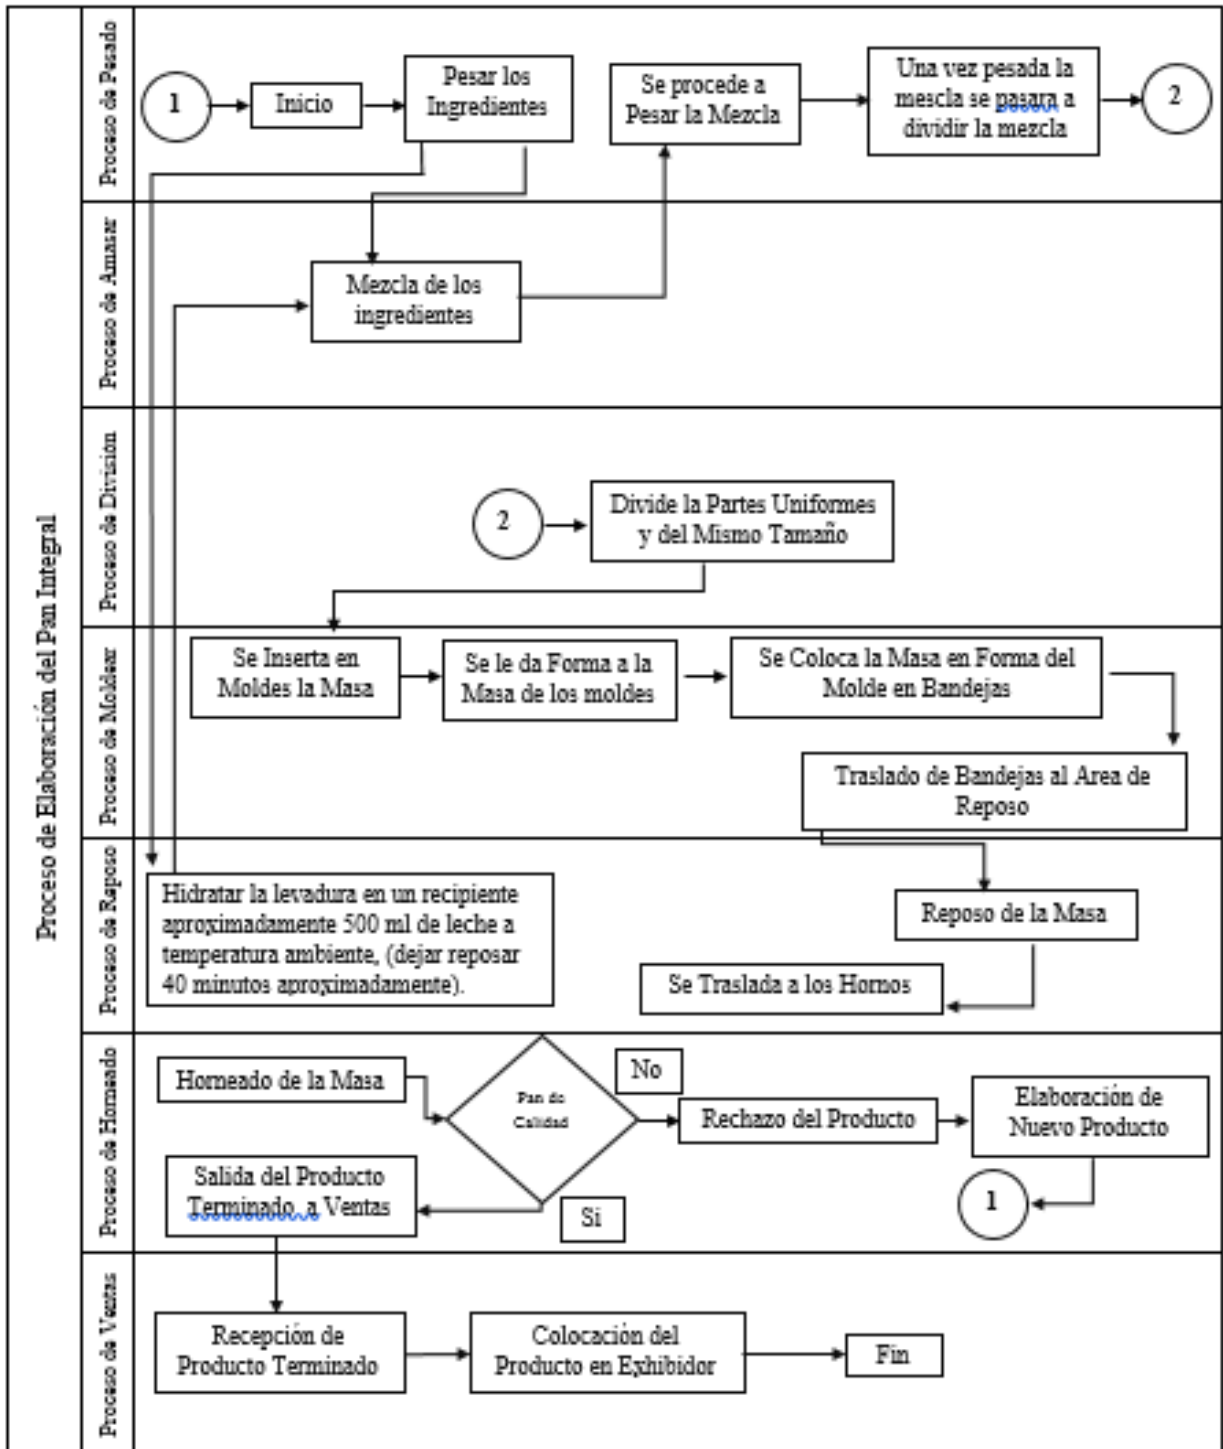 Proceso de Elaboración del Pan Integral
Proceso de Pesado
1
Inicio
Pesar los
Ingredientes
Se procede a
Pesar la Mezcla
Una vez pesada la
mescla se pasara a
dividir la mezcla
2
Proceso de Amasar
Mezcla de los
ingredientes
Proceso de División
2
Divide la Partes Uniformes
y del Mismo Tamaño
Proceso de Moldear
Se Inserta en
Moldes la Masa
Se le da Forma a la
Masa de los moldes
Se Coloca la Masa en Forma del
Molde en Bandejas
Traslado de Bandejas al Area de
Reposo
Proceso de Reposo
Hidratar la levadura en un recipiente
aproximadamente 500 ml de leche a
temperatura ambiente, (dejar reposar
40 minutos aproximadamente).
Reposo de la Masa
Se Traslada a los Hornos
Proceso de Horneado
Horneado de la Masa
Pan de
Calidad
No
Rechazo del Producto
Elaboración de
Nuevo Producto
Salida del Producto
Terminado a Ventas
Si
1
Proceso de Ventas
Recepción de
Producto Terminado
Colocación del
Producto en Exhibidor
Fin